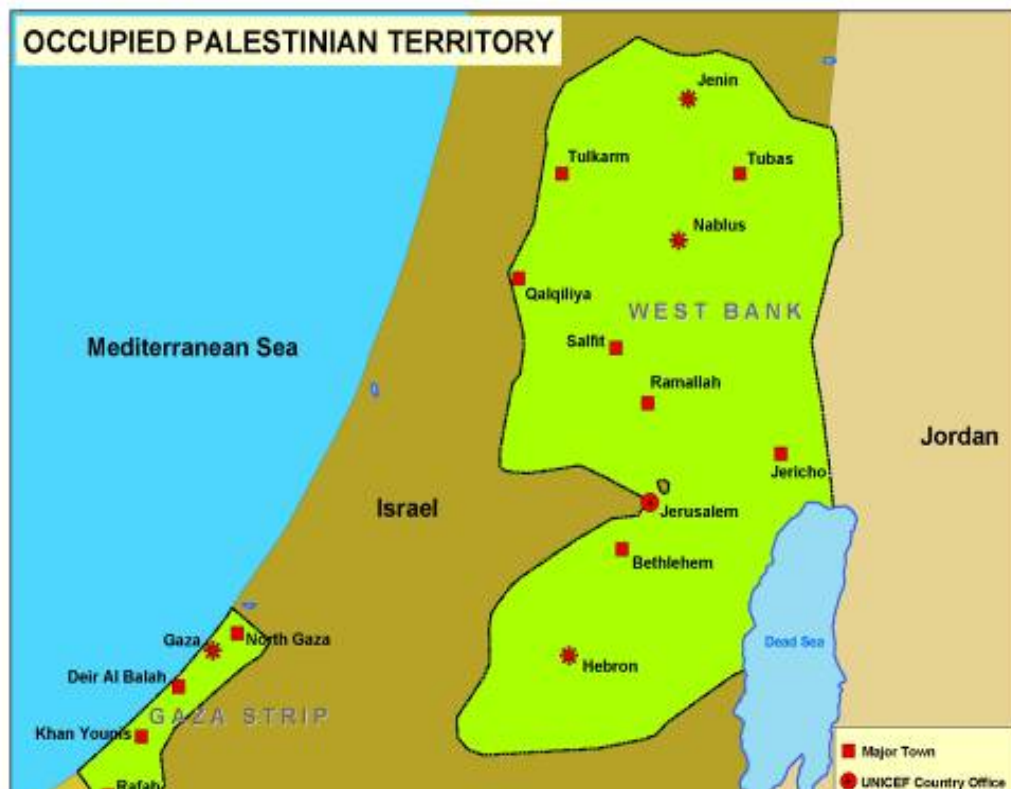 OCCUPIED PALESTINIAN TERRITORY
Jenin
Tulkarm
Tubas
Nablus
Qalqiliya
WEST BANK
Salfit
Mediterranean Sea
Ramallah
Jordan
Jericho
Israel
Jerusalem
Bethlehem
Gaza
North Gaza
Dead Sea
Hebron
Deir Al Balah
GAZA STRIP
Khan Younis
Major Town
Rafah
UNICEF Country Office